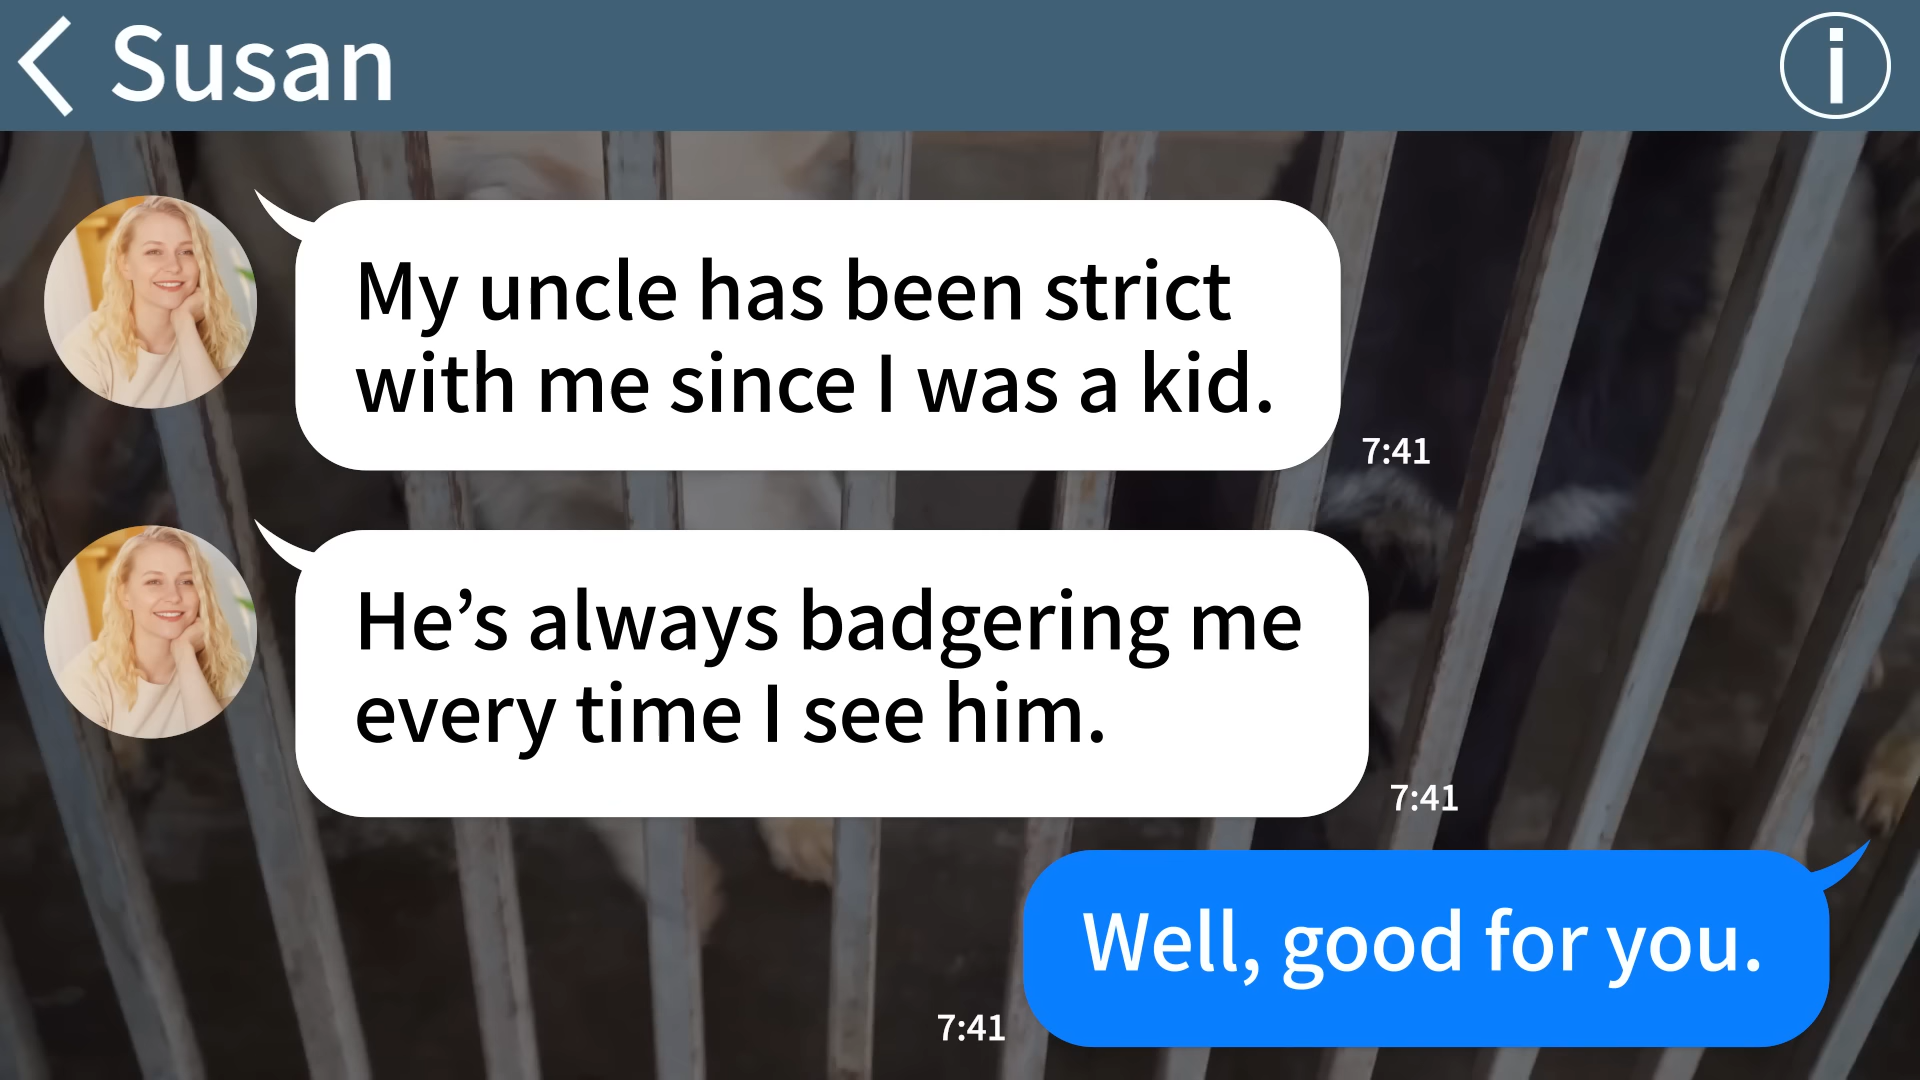 Susan
My uncle has been strict
with me since I was a kid.
7:41
He’s always badgering me
every time I see him.
7:41
Well, good for you.
7:41